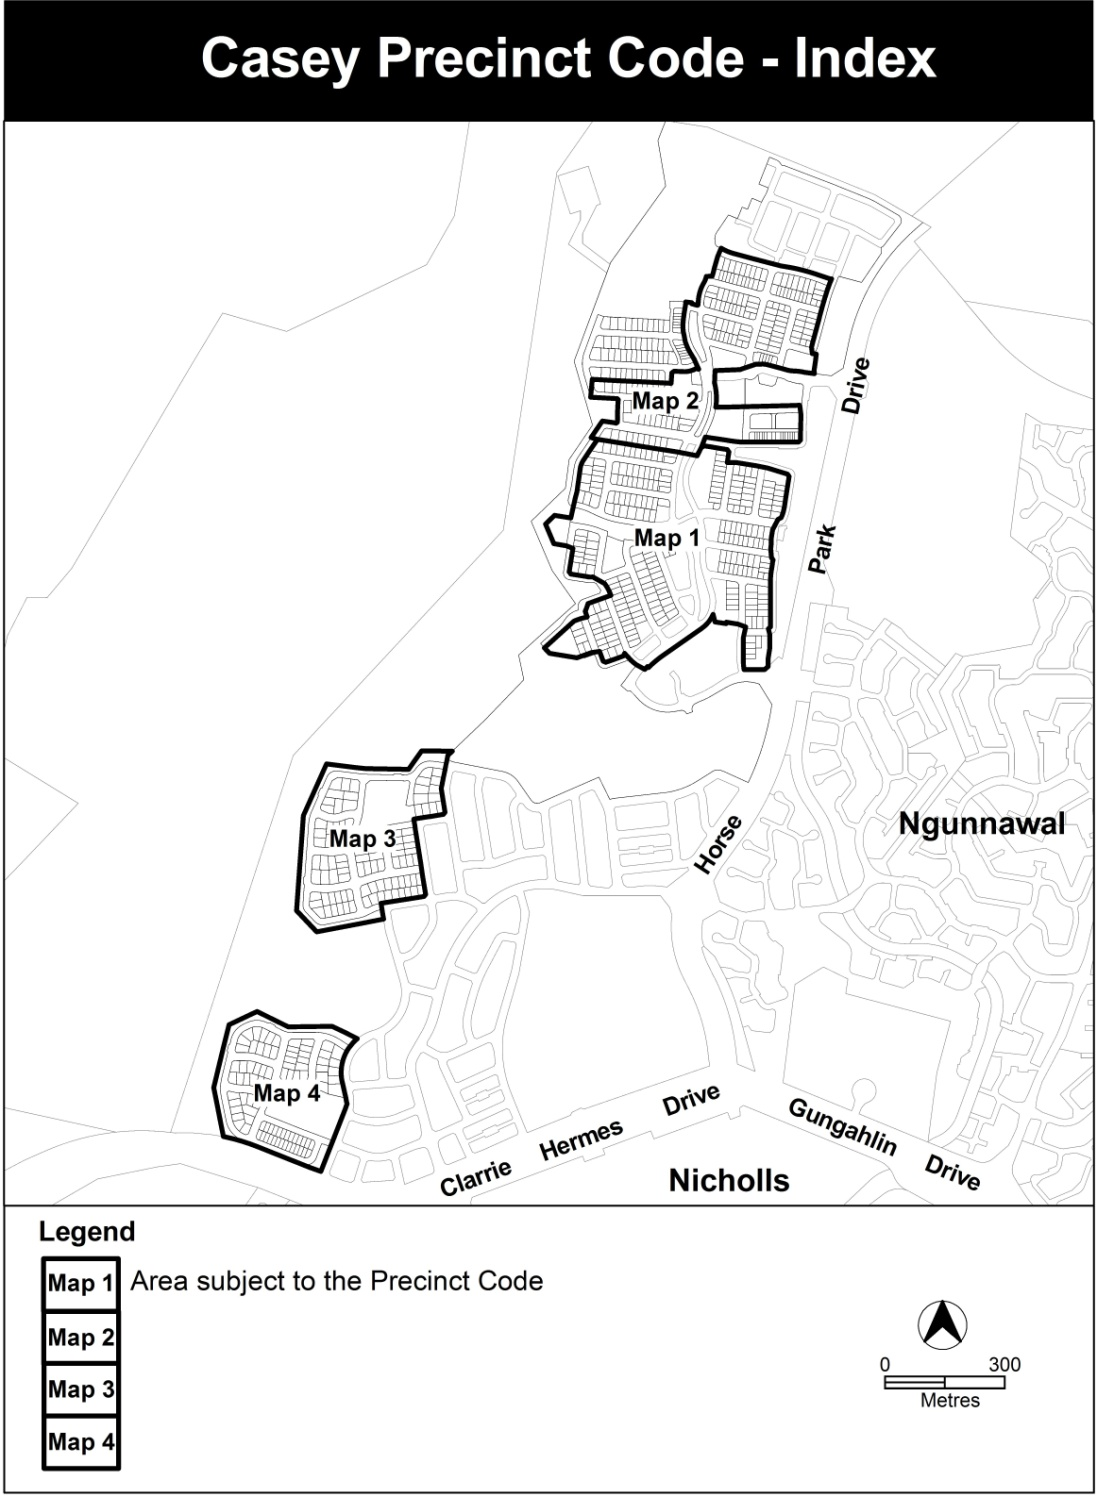 Casey Precinct Code - Index
Map 2
Drive
Map 1
Park
Map 3
Horse
Ngunnawal
Map 4
Clarrie Hermes Drive
Gungahlin Drive
Nicholls
Legend
Map 1 Area subject to the Precinct Code
Map 2
Map 3
Map 4
0 300
Metres